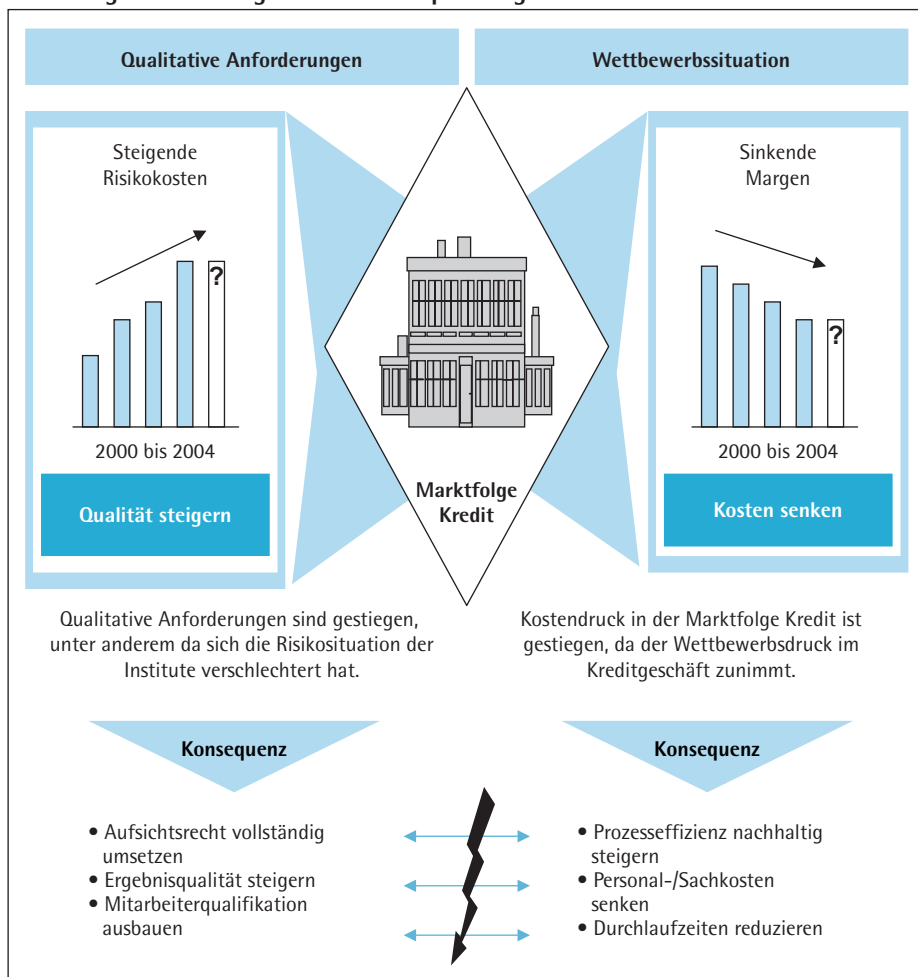 Qualitative Anforderungen
Wettbewerbssituation
Steigende
Risikokosten
?
2000 bis 2004
Qualität steigern
Marktfolge
Kredit
Sinkende
Margen
?
2000 bis 2004
Kosten senken
Qualitative Anforderungen sind gestiegen,
unter anderem da sich die Risikosituation der
Institute verschlechtert hat.
Kostendruck in der Marktfolge Kredit ist
gestiegen, da der Wettbewerbsdruck im
Kreditgeschäft zunimmt.
Konsequenz
• Aufsichtsrecht vollständig
umsetzen
• Ergebnisqualität steigern
• Mitarbeiterqualifikation
ausbauen
Konsequenz
• Prozesseffizienz nachhaltig
steigern
• Personal-/Sachkosten
senken
• Durchlaufzeiten reduzieren